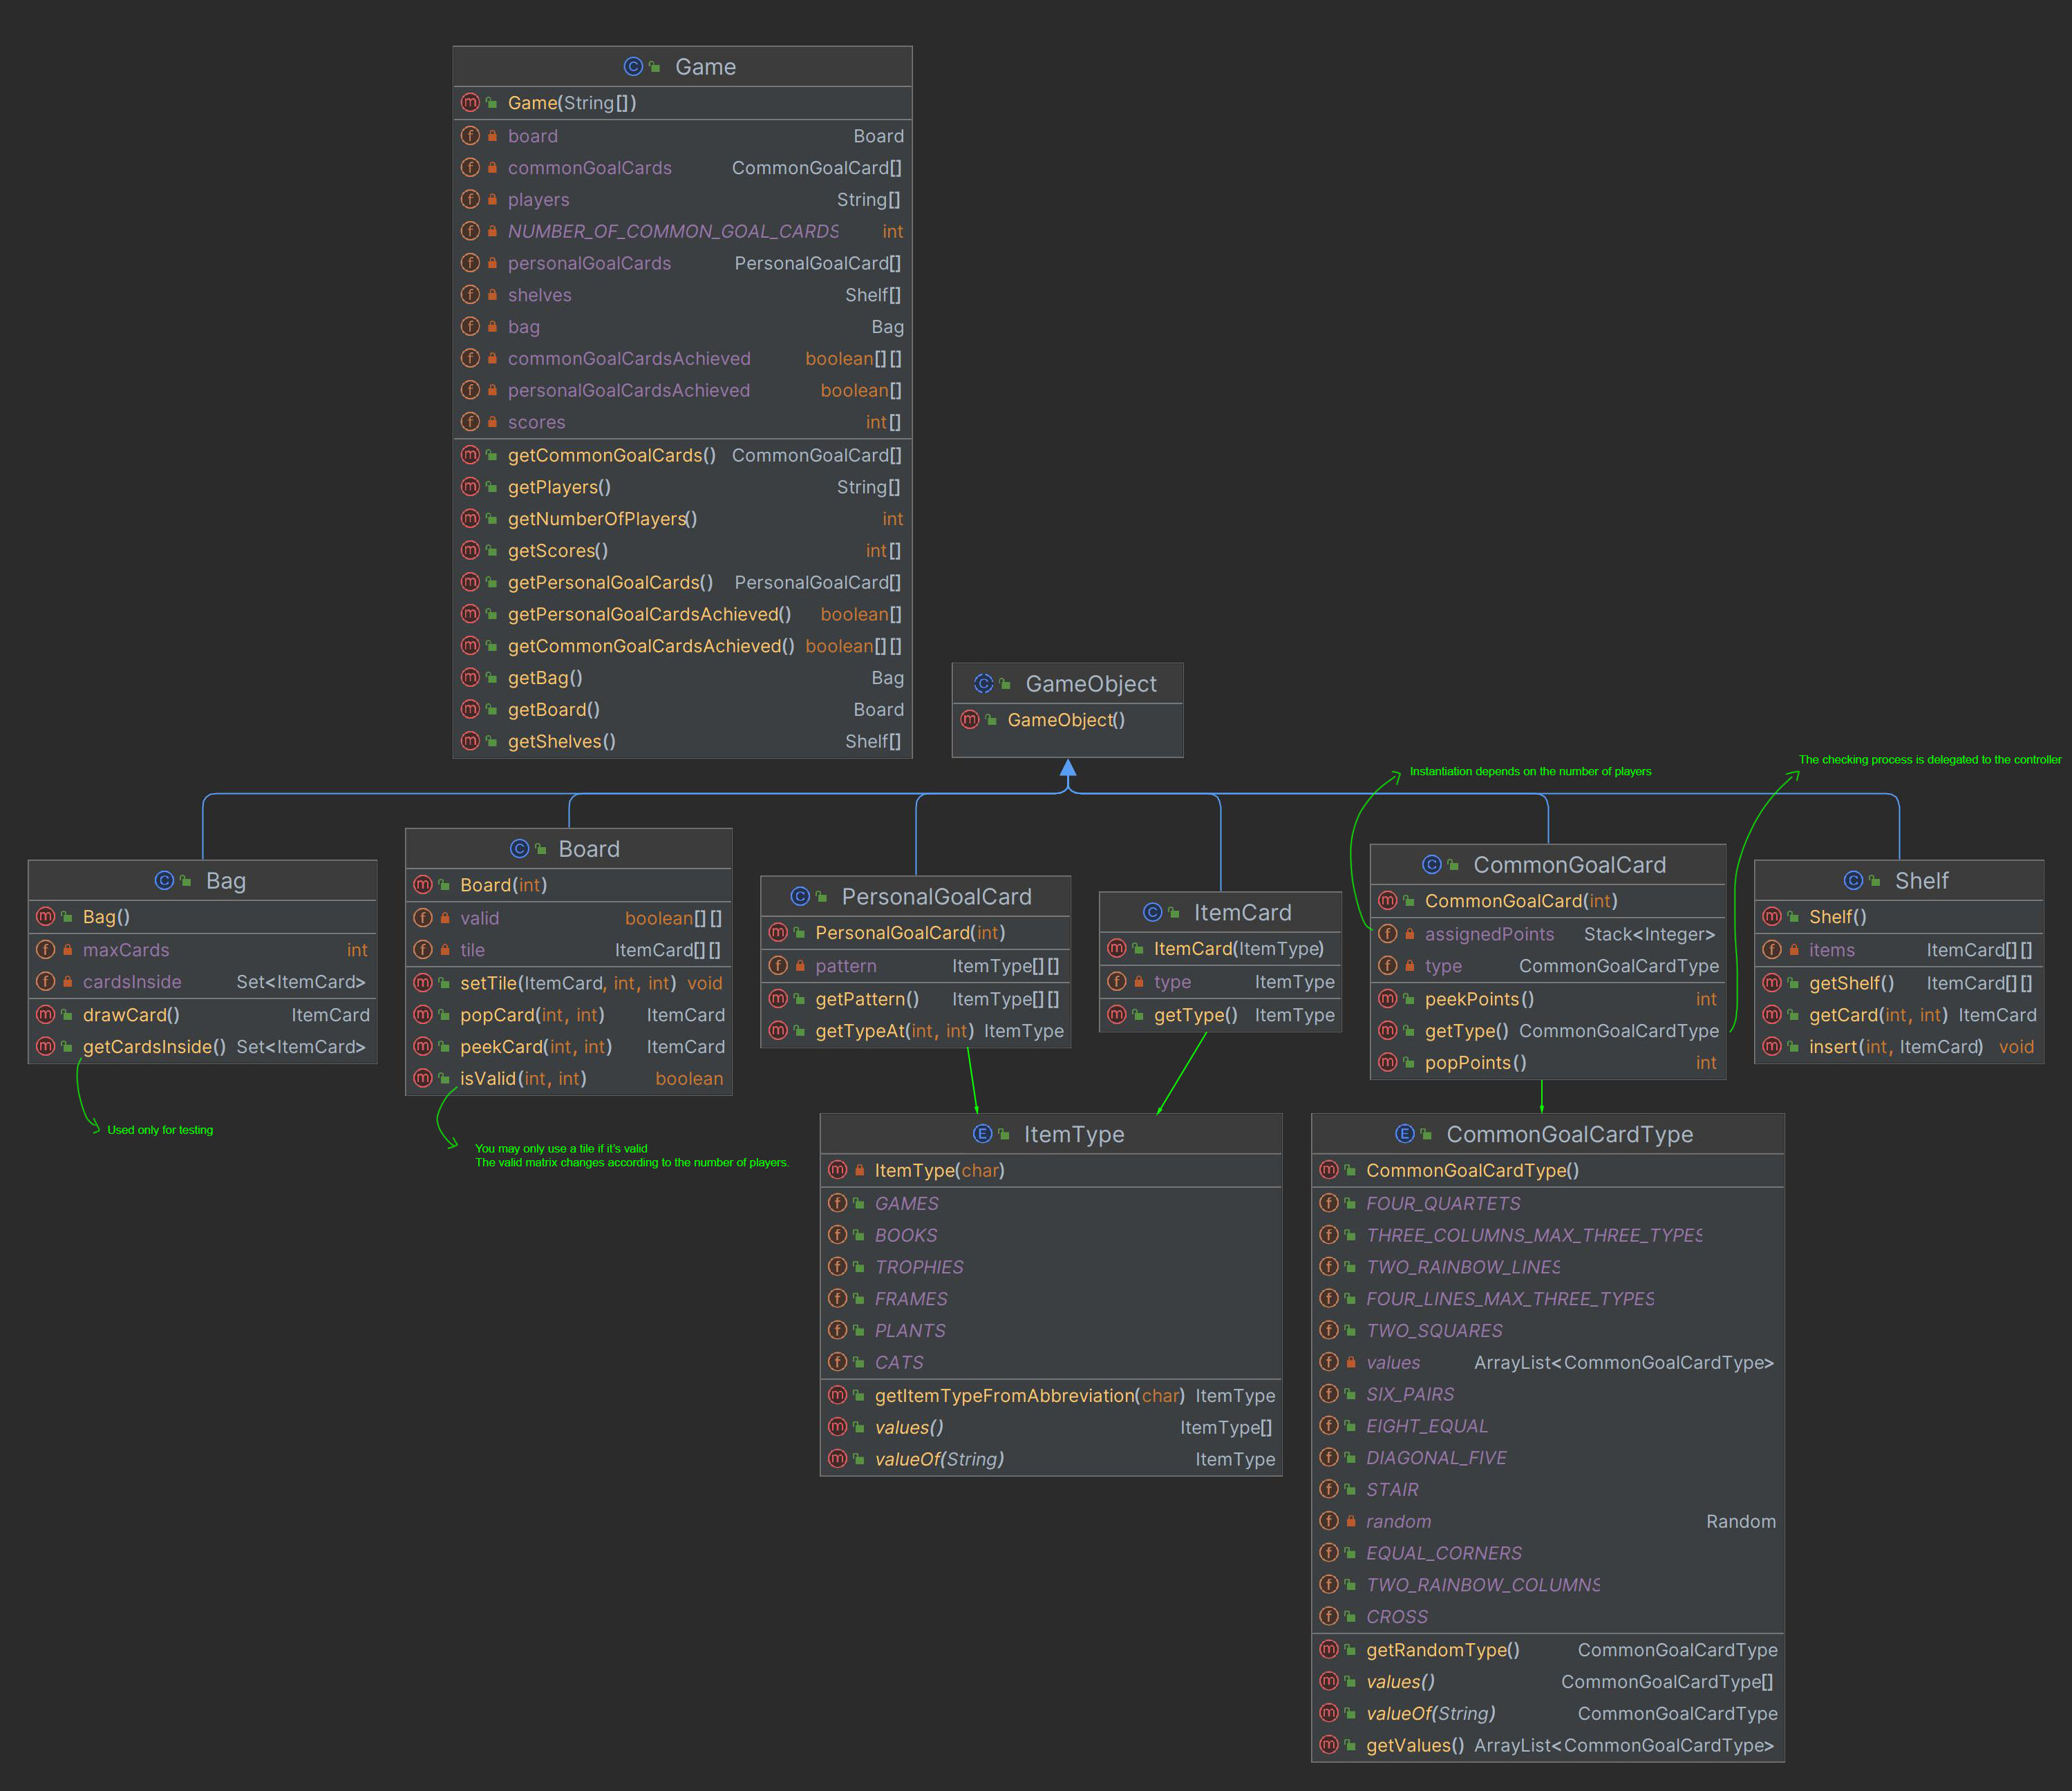 Game
Game(String[])
board Board
commonGoalCards CommonGoalCard[]
players String[]
NUMBER_OF_COMMON_GOAL_CARDS int
personalGoalCards PersonalGoalCard[]
shelves Shelf[]
bag Bag
commonGoalCardsAchieved boolean[][]
personalGoalCardsAchieved boolean[]
scores int[]
getCommonGoalCards() CommonGoalCard[]
getPlayers() String[]
getNumberOfPlayers() int
getScores() int[]
getPersonalGoalCards() PersonalGoalCard[]
getPersonalGoalCardsAchieved() boolean[]
getCommonGoalCardsAchieved() boolean[][]
getBag() Bag
getBoard() Board
getShelves() Shelf[]
GameObject
GameObject()
Instantiation depends on the number of players
The checking process is delegated to the controller
Bag
Bag()
maxCards int
cardsInside Set<ItemCard>
drawCard() ItemCard
getCardsInside() Set<ItemCard>
Used only for testing
Board
Board(int)
valid boolean[][]
tile ItemCard[][]
setTile(ItemCard, int, int) void
popCard(int, int) ItemCard
peekCard(int, int) ItemCard
isValid(int, int) boolean
You may only use a tile if it's valid
The valid matrix changes according to the number of players.
PersonalGoalCard
PersonalGoalCard(int)
pattern ItemType[][]
getPattern() ItemType[][]
getTypeAt(int, int) ItemType
ItemCard
ItemCard(ItemType)
type ItemType
getType() ItemType
CommonGoalCard
CommonGoalCard(int)
assignedPoints Stack<Integer>
type CommonGoalCardType
peekPoints() int
getType() CommonGoalCardType
popPoints() int
Shelf
Shelf()
items ItemCard[][]
getShelf() ItemCard[][]
getCard(int, int) ItemCard
insert(int, ItemCard) void
ItemType
ItemType(char)
GAMES
BOOKS
TROPHIES
FRAMES
PLANTS
CATS
getItemTypeFromAbbreviation(char) ItemType
values() ItemType[]
valueOf(String) ItemType
CommonGoalCardType
CommonGoalCardType()
FOUR_QUARTETS
THREE_COLUMNS_MAX_THREE_TYPES
TWO_RAINBOW_LINES
FOUR_LINES_MAX_THREE_TYPES
TWO_SQUARES
values ArrayList<CommonGoalCardType>
SIX_PAIRS
EIGHT_EQUAL
DIAGONAL_FIVE
STAIR
random Random
EQUAL_CORNERS
TWO_RAINBOW_COLUMNS
CROSS
getRandomType() CommonGoalCardType
values() CommonGoalCardType[]
valueOf(String) CommonGoalCardType
getValues() ArrayList<CommonGoalCardType>